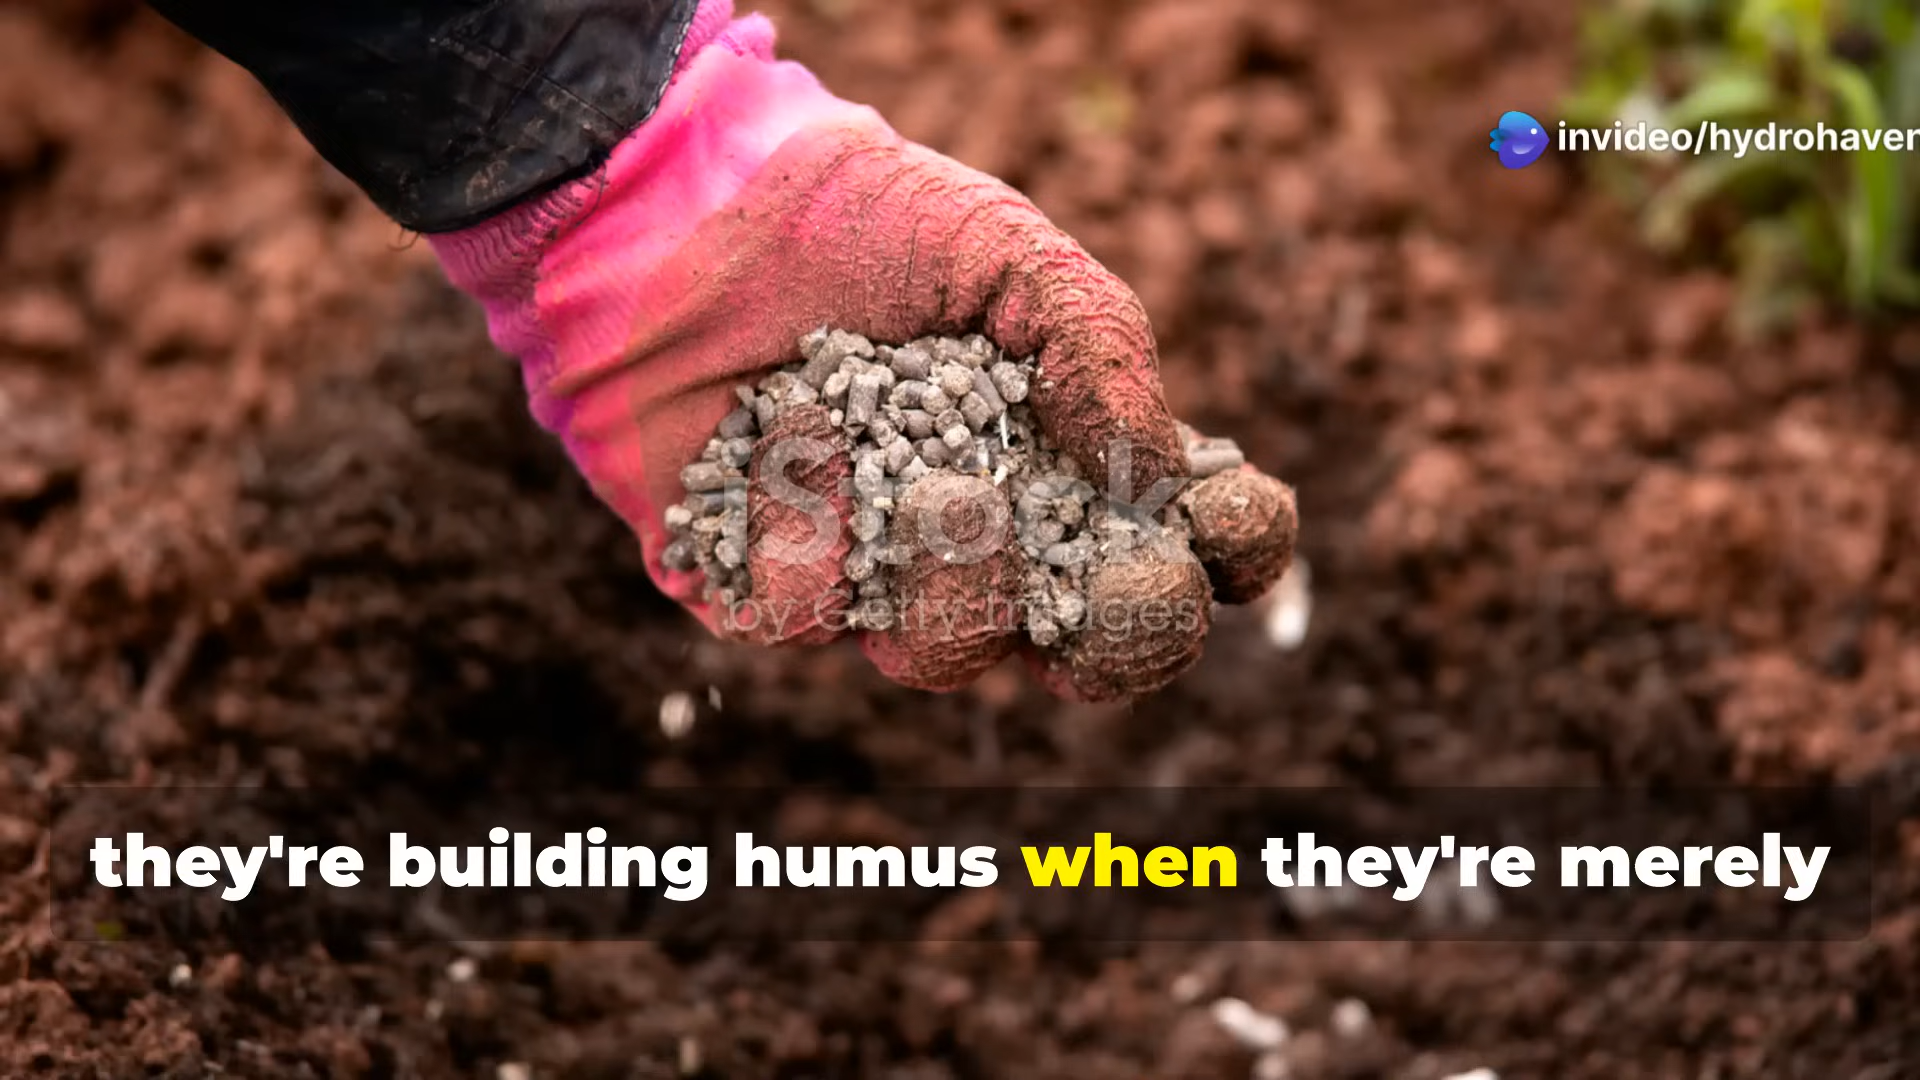 invideo/hydrohaven
iStock
by Getty Images
they're building humus when they're merely